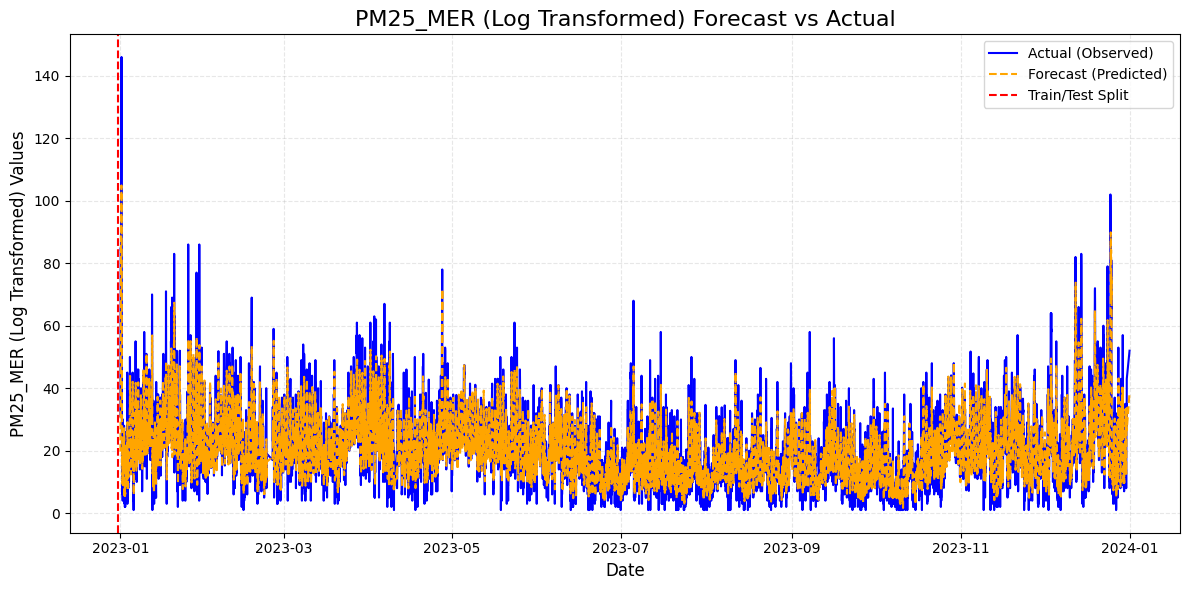 PM25_MER (Log Transformed) Forecast vs Actual
Actual (Observed)
Forecast (Predicted)
Train/Test Split
PM25_MER (Log Transformed) Values
140
120
100
80
60
40
20
0
2023-01
2023-03
2023-05
2023-07
2023-09
2023-11
2024-01
Date